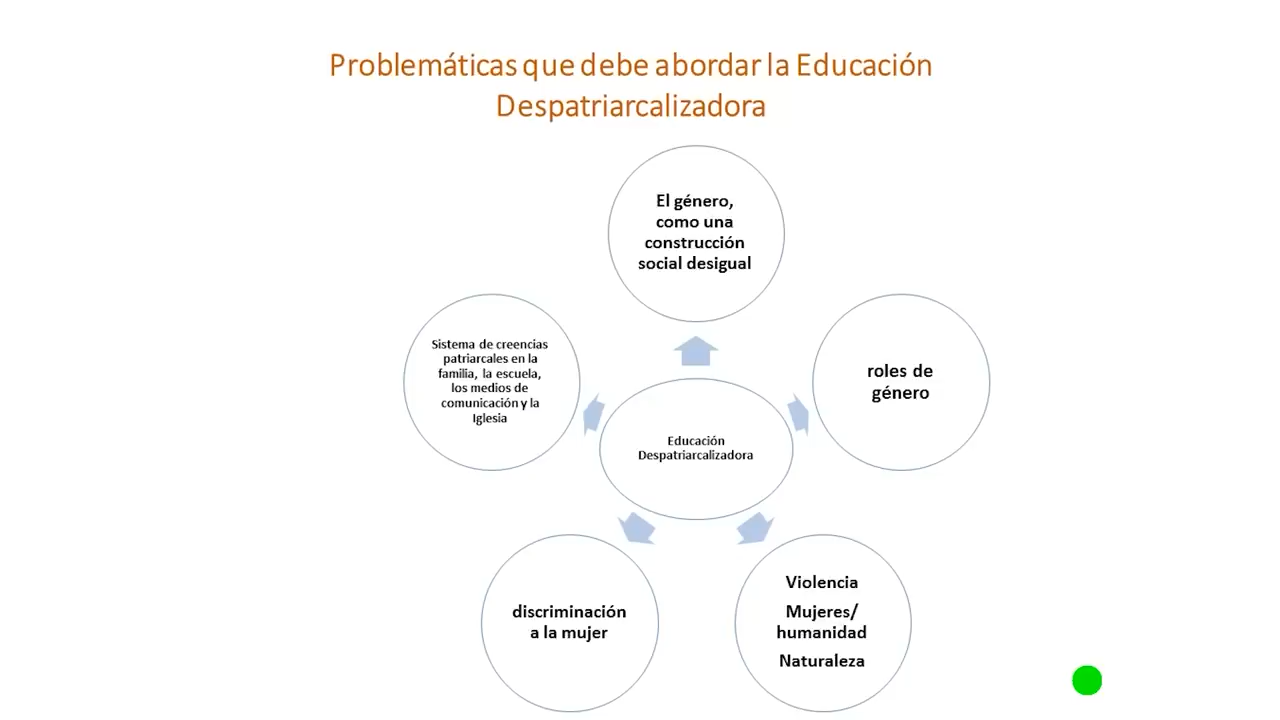 Problemáticas que debe abordar la Educación
Despatriarcalizadora
El género,
como una
construcción
social desigual
Sistema de creencias
patriarcales en la
familia, la escuela,
los medios de
comunicación y la
Iglesia
roles de
género
Educación
Despatriarcalizadora
discriminación
a la mujer
Violencia
Mujeres/
humanidad
Naturaleza